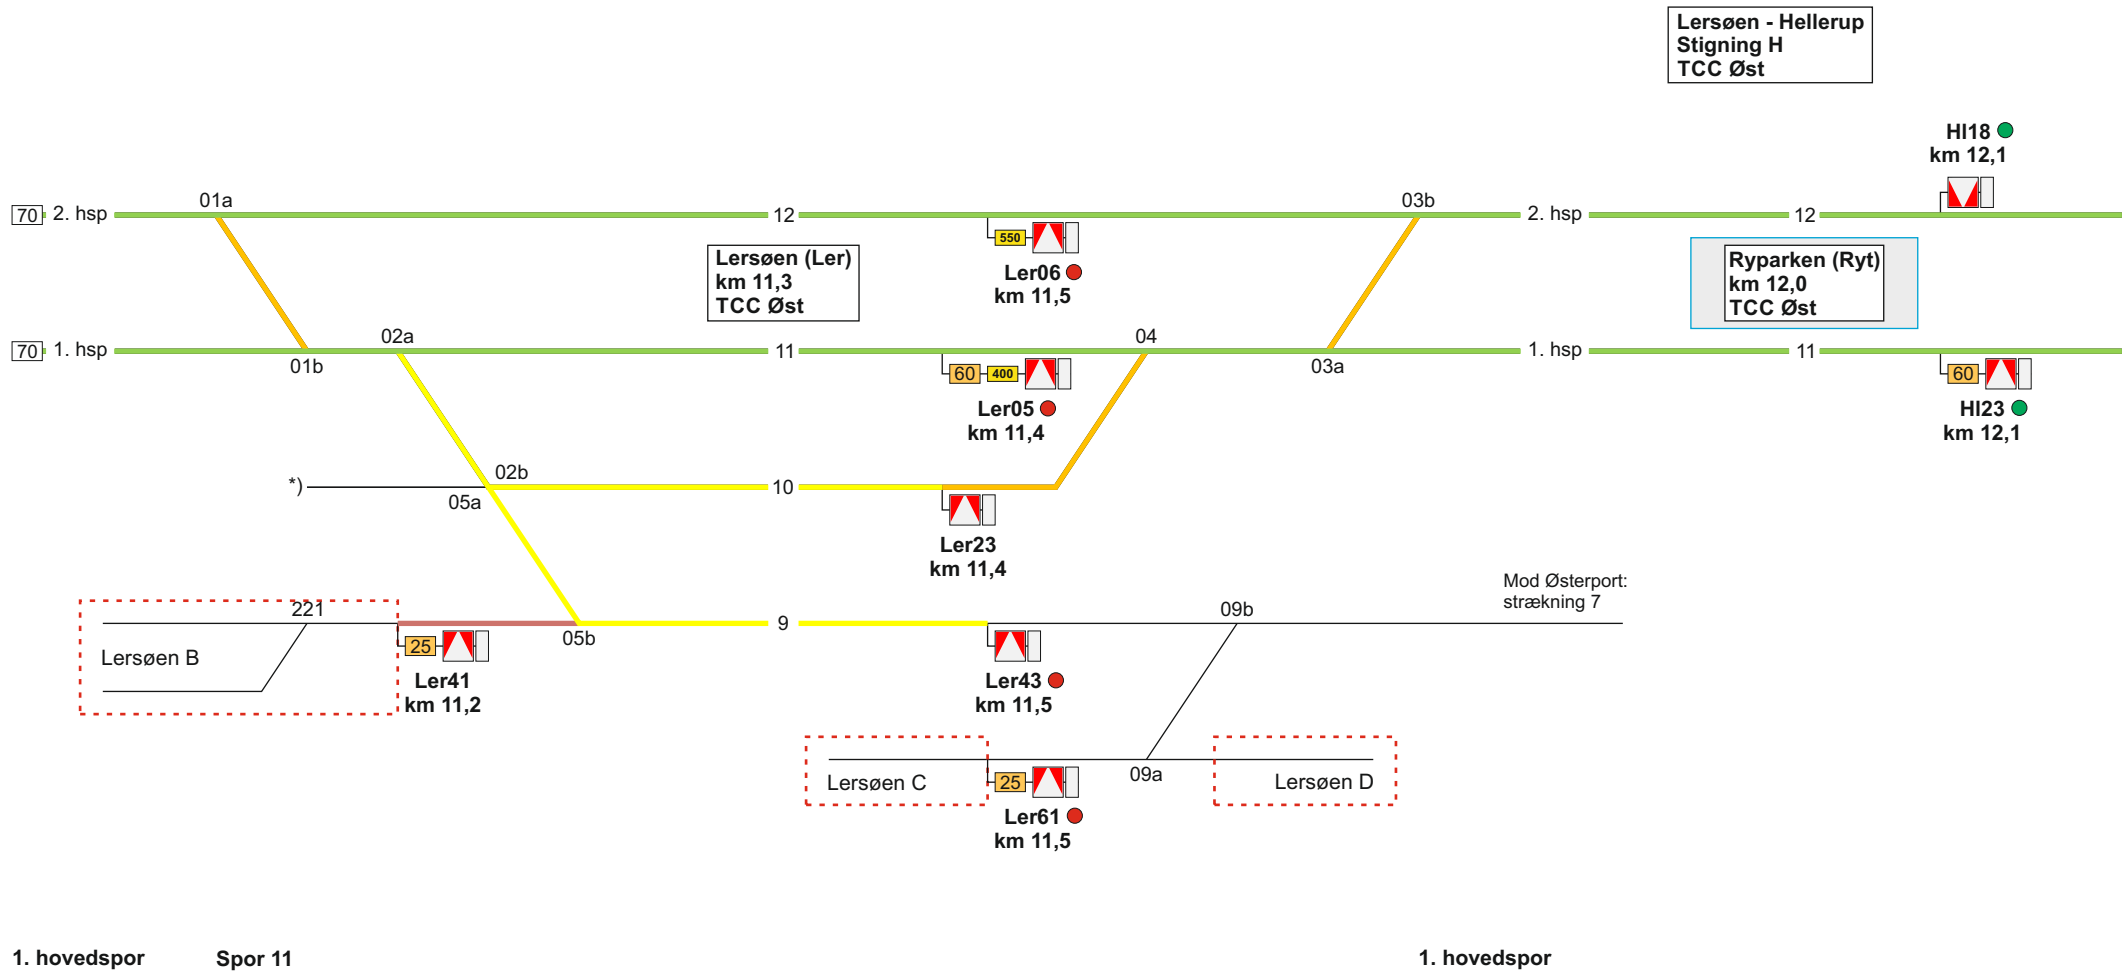 Lersøen - Hellerup
Stigning H
TCC Øst
Hl18
km 12,1
01a
03b
70 2. hsp 12 2. hsp 12
550
Lersøen (Ler)
km 11,3
TCC Øst
Ler06
km 11,5
Ryparken (Ryt)
km 12,0
TCC Øst
02a
04
70 1. hsp 11 1. hsp 11
01b
03a
60 400
60
Ler05
km 11,4
Hl23
km 12,1
02b
*) 10
05a
Ler23
km 11,4
Mod Østerport:
strækning 7
221
09b
9
05b
Lersøen B
25
Ler41
km 11,2
Ler43
km 11,5
Lersøen C
25
09a
Lersøen D
Ler61
km 11,5
1. hovedspor Spor 11 1. hovedspor